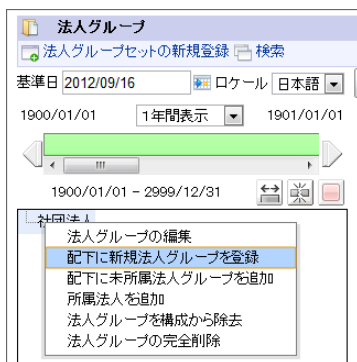 法人グループ
法人グループセットの新規登録 検索
基準日 2012/09/16 ロケール 日本語
1900/01/01 1年間表示 1901/01/01
1900/01/01 - 2999/12/31
社団法人
法人グループの編集
配下に新規法人グループを登録
配下に未所属法人グループを追加
所属法人を追加
法人グループを構成から除去
法人グループの完全削除